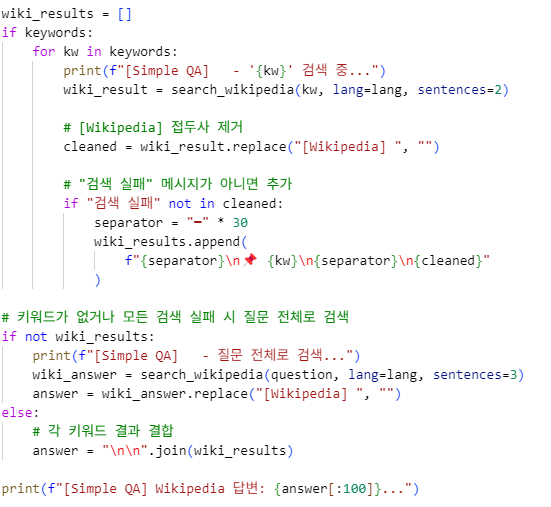 wiki_results = []
if keywords:
    for kw in keywords:
        print(f"[Simple QA]   - '{kw}' 검색 중...")
        wiki_result = search_wikipedia(kw, lang=lang, sentences=2)

        # [Wikipedia] 접두사 제거
        cleaned = wiki_result.replace("[Wikipedia] ", "")

        # "검색 실패" 메시지가 아니면 추가
        if "검색 실패" not in cleaned:
            separator = "━" * 30
            wiki_results.append(
                f"{separator}\n📌 {kw}\n{separator}\n{cleaned}"
            )

# 키워드가 없거나 모든 검색 실패 시 질문 전체로 검색
if not wiki_results:
    print(f"[Simple QA]   - 질문 전체로 검색...")
    wiki_answer = search_wikipedia(question, lang=lang, sentences=3)
    answer = wiki_answer.replace("[Wikipedia] ", "")
else:
    # 각 키워드 결과 결합
    answer = "\n\n".join(wiki_results)

print(f"[Simple QA] Wikipedia 답변: {answer[:100]}...")